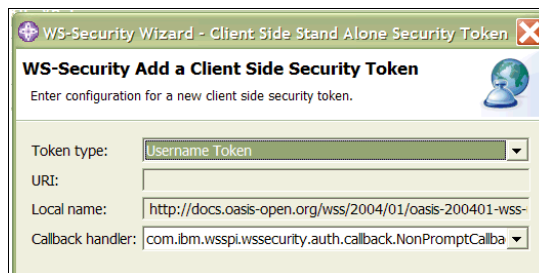 WS-Security Wizard - Client Side Stand Alone Security Token
WS-Security Add a Client Side Security Token
Enter configuration for a new client side security token.
Token type: Username Token
URI:
Local name: http://docs.oasis-open.org/wss/2004/01/oasis-200401-wss-
Callback handler: com.ibm.wsspi.wssecurity.auth.callback.NonPromptCallba